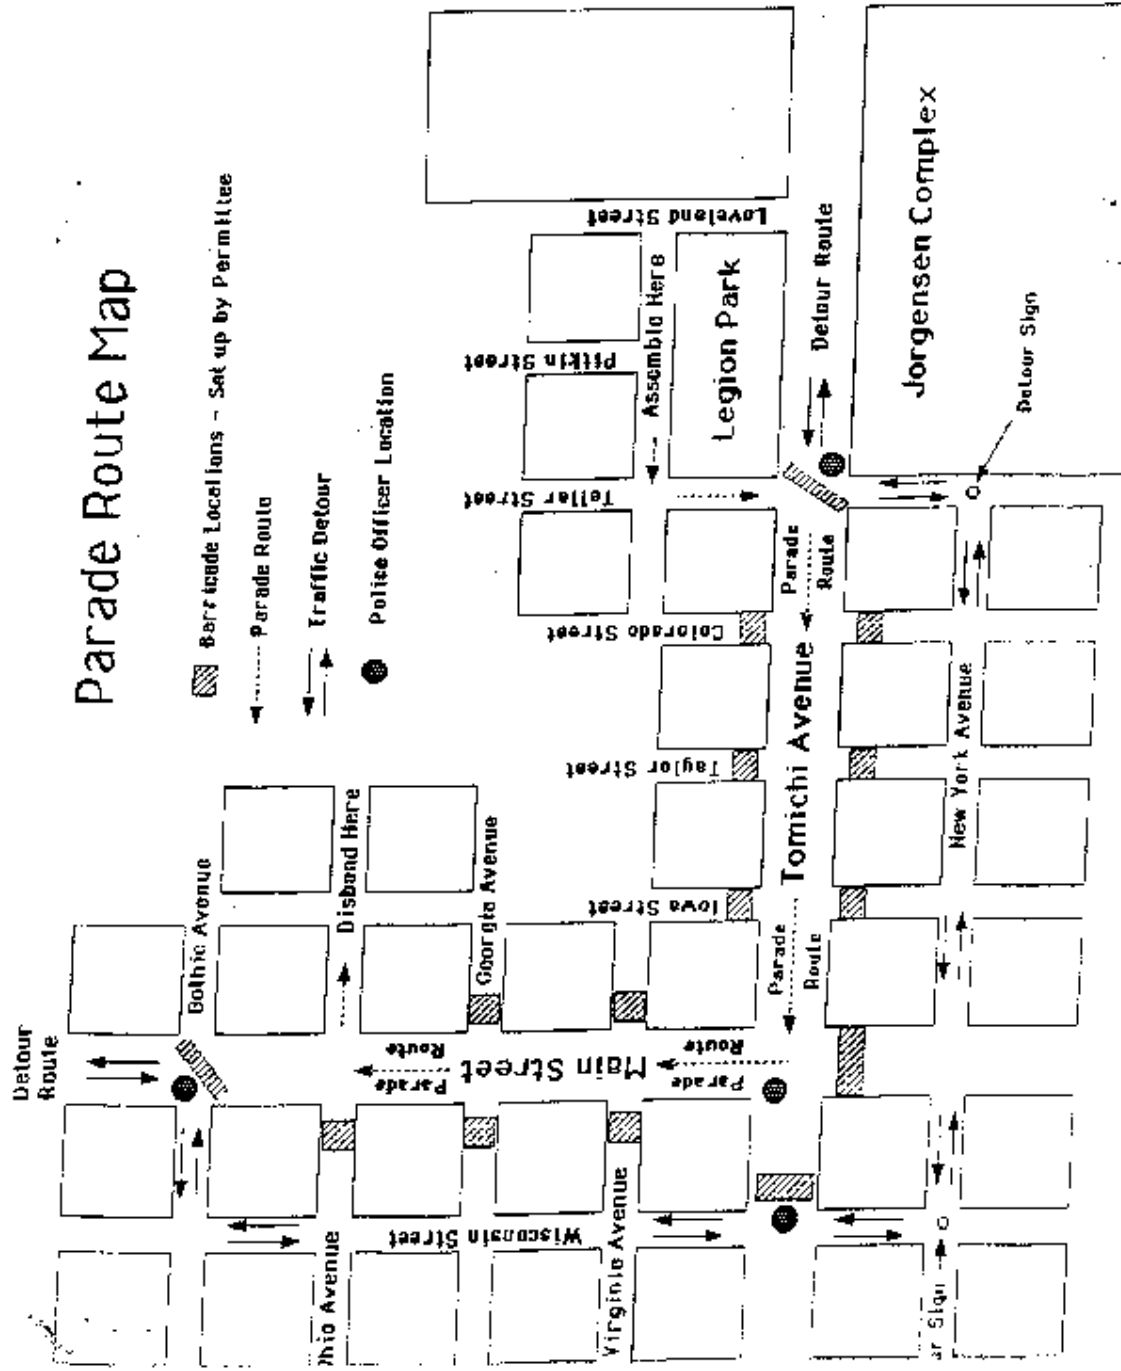 Parade Route Map
Barricade Locations - Set up by Permittee
Parade Route
Traffic Detour
Police Officer Location
Detour
Route
Gothic Avenue
Disband Here
Georgia Avenue
Ohio Avenue
Virginia Avenue
Wisconsin Street
Main Street
Parade Route
Parade Route
Iowa Street
Taylor Street
Colorado Street
Teller Street
Pitkin Street
Loveland Street
Assemble Here
Legion Park
Detour Route
Jorgensen Complex
Detour Sign
Parade
Route
Tomichi Avenue
Parade
Route
New York Avenue
ar Sign